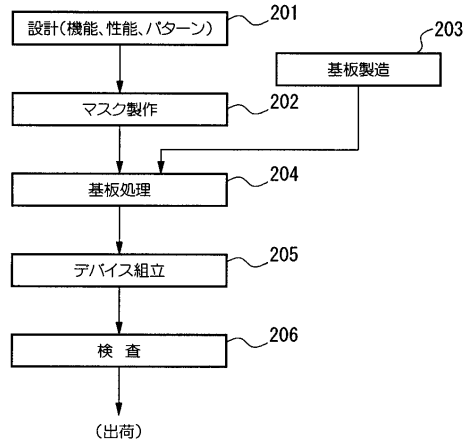 設計(機能、性能、パターン)
201
203
基板製造
マスク製作
202
基板処理
204
デバイス組立
205
検 査
206
(出荷)